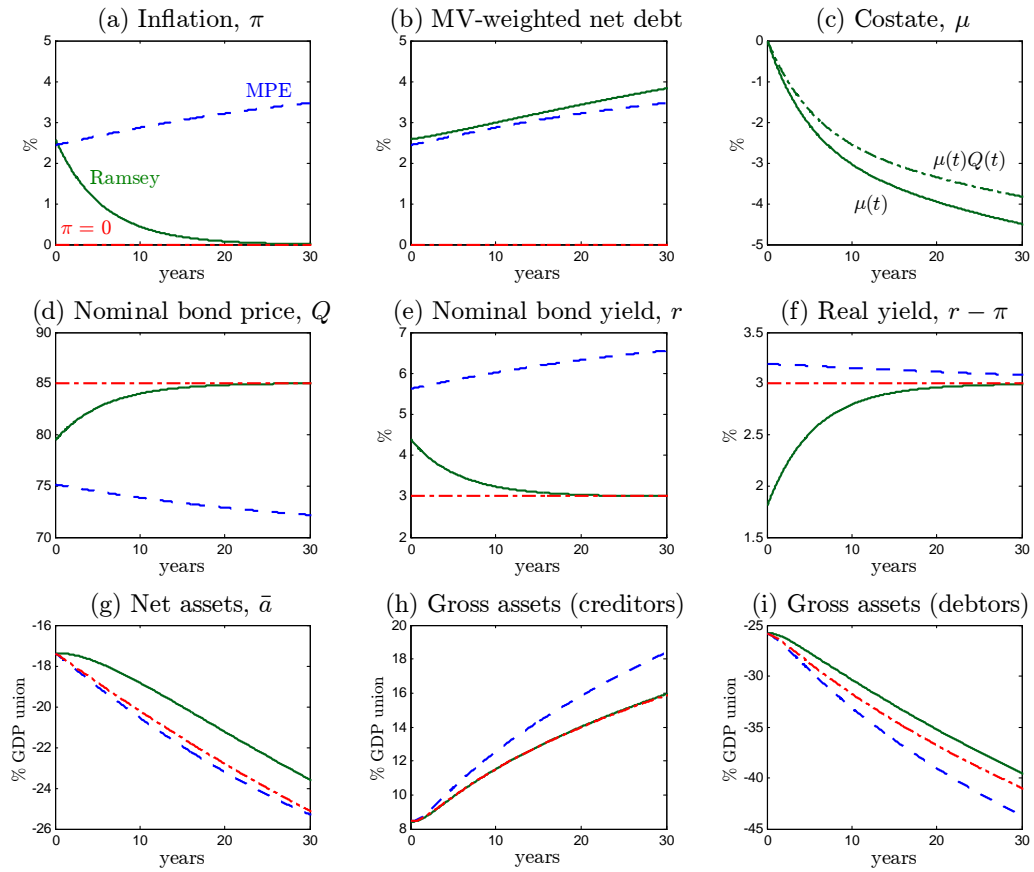 (a) Inflation, π
(b) MV-weighted net debt
(c) Costate, μ
5
4
3
2
1
0
%
MPE
Ramsey
π = 0
0 10 20 30
years
5
4
3
2
1
0
%
0 10 20 30
years
0
-1
-2
-3
-4
-5
%
μ(t)Q(t)
μ(t)
0 10 20 30
years
(d) Nominal bond price, Q
(e) Nominal bond yield, r
(f) Real yield, r − π
90
85
80
75
70
0 10 20 30
7
6
5
4
3
2
%
0 10 20 30
3.5
3
2.5
2
1.5
%
0 10 20 30
(g) Net assets, ā
(h) Gross assets (creditors)
(i) Gross assets (debtors)
-16
-18
-20
-22
-24
-26
% GDP union
0 10 20 30
years
20
18
16
14
12
10
8
% GDP union
0 10 20 30
years
-25
-30
-35
-40
-45
% GDP union
0 10 20 30
years